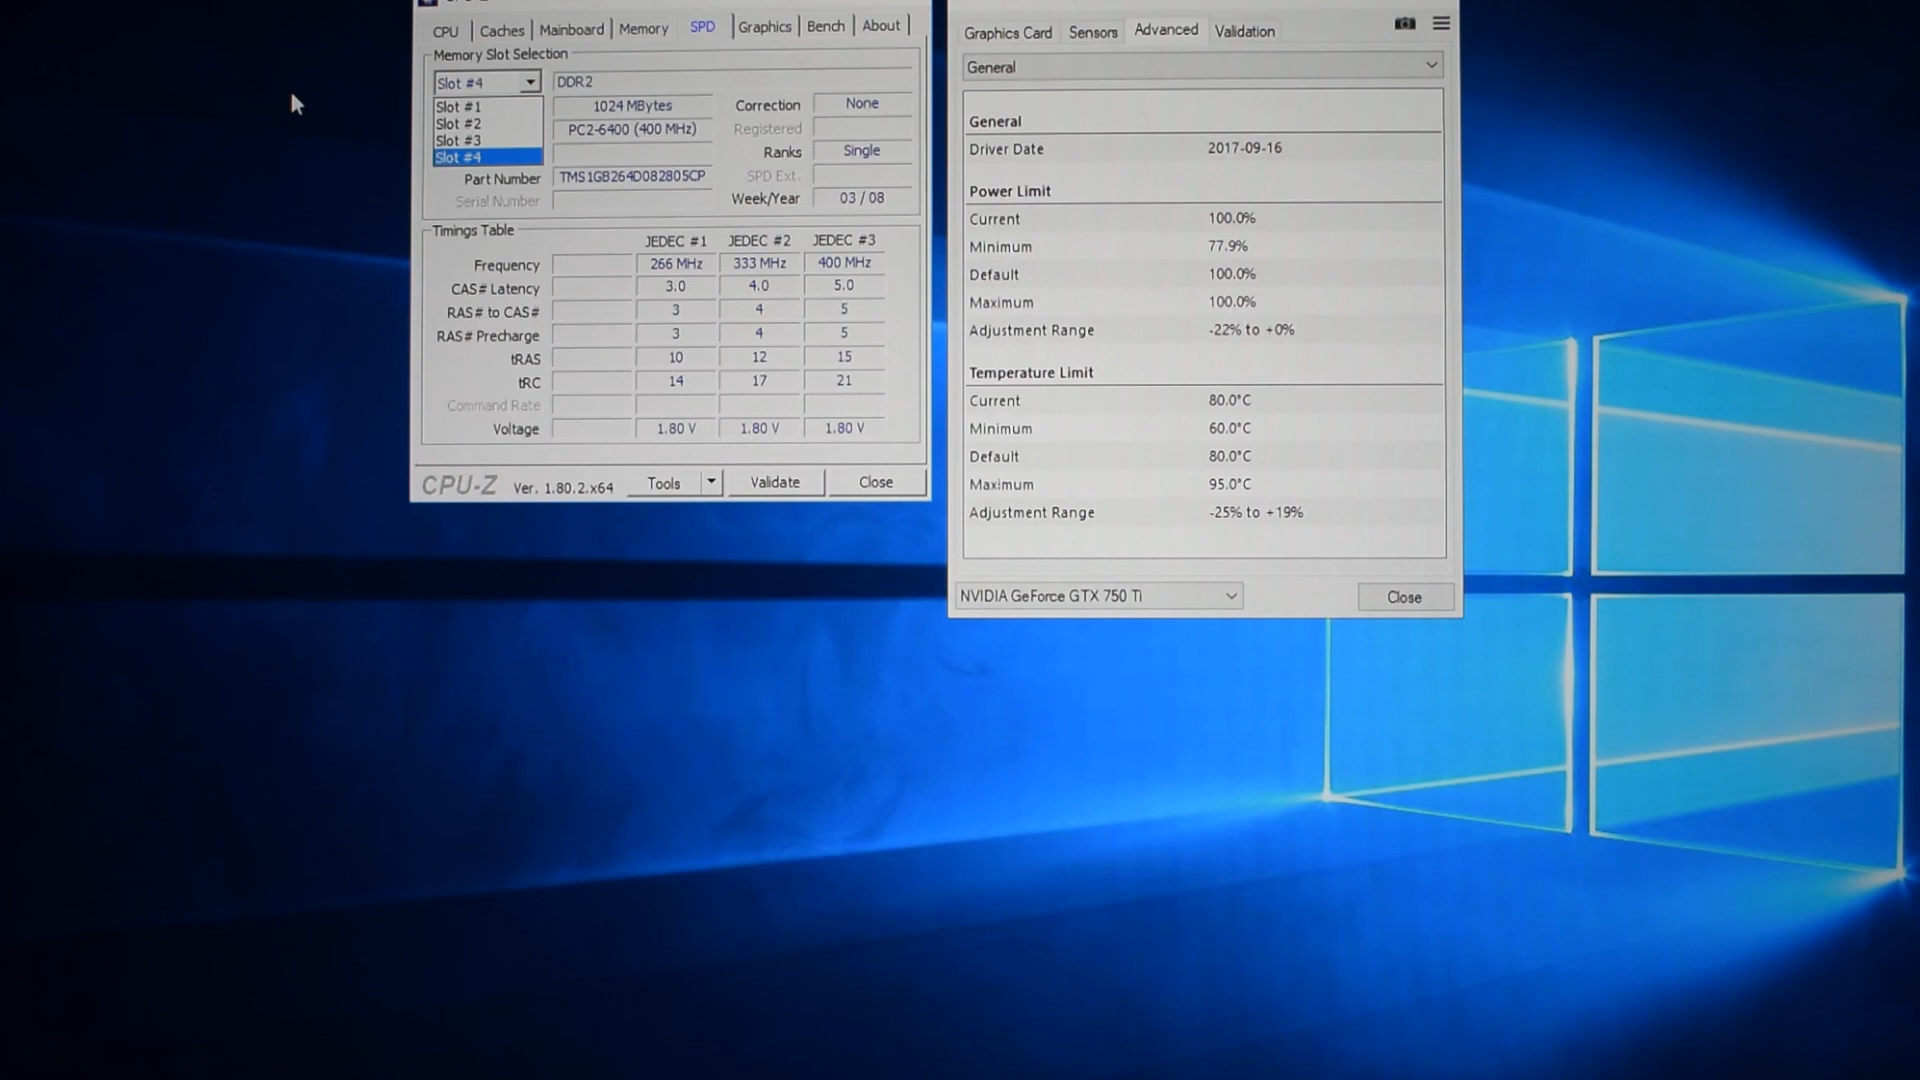 CPU
Caches
Mainboard
Memory
SPD
Graphics
Bench
About
Memory Slot Selection
Slot #4
DDR2
Slot #1
Slot #2
Slot #3
Slot #4
1024 MBytes
Correction
None
PC2-6400 (400 MHz)
Registered
Ranks
Single
Part Number
TMS1GB264D082805CP
SPD Ext.
Serial Number
Week/Year
03 / 08
Timings Table
JEDEC #1
JEDEC #2
JEDEC #3
Frequency
266 MHz
333 MHz
400 MHz
CAS# Latency
3.0
4.0
5.0
RAS# to CAS#
3
4
5
RAS# Precharge
3
4
5
tRAS
10
12
15
tRC
14
17
21
Command Rate
Voltage
1.80 V
1.80 V
1.80 V
CPU-Z
Ver. 1.80.2.x64
Tools
Validate
Close
Graphics Card
Sensors
Advanced
Validation
General
General
Driver Date
2017-09-16
Power Limit
Current
100.0%
Minimum
77.9%
Default
100.0%
Maximum
100.0%
Adjustment Range
-22% to +0%
Temperature Limit
Current
80.0°C
Minimum
60.0°C
Default
80.0°C
Maximum
95.0°C
Adjustment Range
-25% to +19%
NVIDIA GeForce GTX 750 Ti
Close